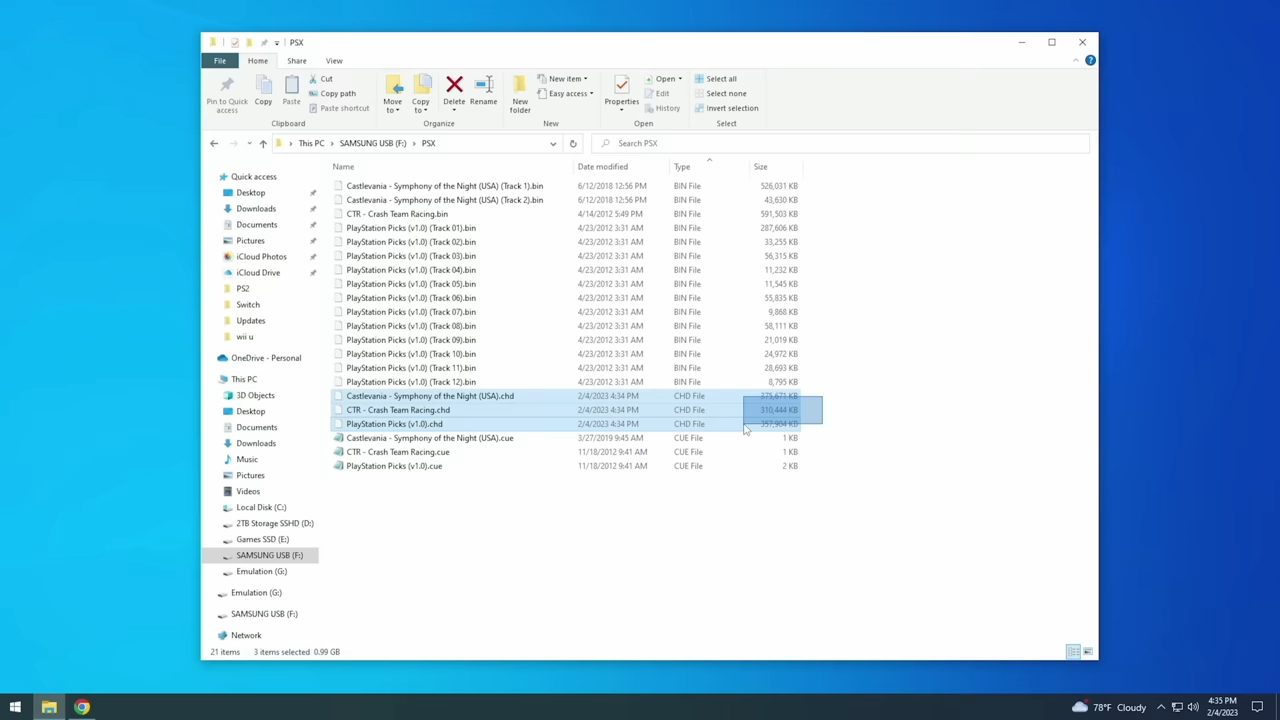 PSX
File Home Share View
Pin to Quick access
Copy
Paste
Cut
Copy path
Paste shortcut
Clipboard
Move to
Copy to
Delete
Rename
Organize
New folder
New item
Easy access
New
Properties
Open
Edit
History
Open
Select all
Select none
Invert selection
Select
This PC > SAMSUNG USB (F:) > PSX
Search PSX
Name Date modified Type Size
Castlevania - Symphony of the Night (USA) (Track 1).bin 6/12/2018 12:56 PM BIN File 526,031 KB
Castlevania - Symphony of the Night (USA) (Track 2).bin 6/12/2018 12:56 PM BIN File 43,630 KB
CTR - Crash Team Racing.bin 4/14/2012 5:49 PM BIN File 591,503 KB
PlayStation Picks (v1.0) (Track 01).bin 4/23/2012 3:31 AM BIN File 287,606 KB
PlayStation Picks (v1.0) (Track 02).bin 4/23/2012 3:31 AM BIN File 33,255 KB
PlayStation Picks (v1.0) (Track 03).bin 4/23/2012 3:31 AM BIN File 56,315 KB
PlayStation Picks (v1.0) (Track 04).bin 4/23/2012 3:31 AM BIN File 11,232 KB
PlayStation Picks (v1.0) (Track 05).bin 4/23/2012 3:31 AM BIN File 11,545 KB
PlayStation Picks (v1.0) (Track 06).bin 4/23/2012 3:31 AM BIN File 55,835 KB
PlayStation Picks (v1.0) (Track 07).bin 4/23/2012 3:31 AM BIN File 9,868 KB
PlayStation Picks (v1.0) (Track 08).bin 4/23/2012 3:31 AM BIN File 58,111 KB
PlayStation Picks (v1.0) (Track 09).bin 4/23/2012 3:31 AM BIN File 21,019 KB
PlayStation Picks (v1.0) (Track 10).bin 4/23/2012 3:31 AM BIN File 24,972 KB
PlayStation Picks (v1.0) (Track 11).bin 4/23/2012 3:31 AM BIN File 28,693 KB
PlayStation Picks (v1.0) (Track 12).bin 4/23/2012 3:31 AM BIN File 8,795 KB
Castlevania - Symphony of the Night (USA).chd 2/4/2023 4:34 PM CHD File 375,671 KB
CTR - Crash Team Racing.chd 2/4/2023 4:34 PM CHD File 310,444 KB
PlayStation Picks (v1.0).chd 2/4/2023 4:34 PM CHD File 357,904 KB
Castlevania - Symphony of the Night (USA).cue 3/27/2019 9:45 AM CUE File 1 KB
CTR - Crash Team Racing.cue 11/18/2012 9:41 AM CUE File 1 KB
PlayStation Picks (v1.0).cue 11/18/2012 9:41 AM CUE File 2 KB
Quick access
Desktop
Downloads
Documents
Pictures
iCloud Photos
iCloud Drive
PS2
Switch
Updates
wii u
OneDrive - Personal
This PC
3D Objects
Desktop
Documents
Downloads
Music
Pictures
Videos
Local Disk (C:)
2TB Storage SSHD (D:)
Games SSD (E:)
SAMSUNG USB (F:)
Emulation (G:)
Emulation (G:)
SAMSUNG USB (F:)
Network
21 items 3 items selected 0.99 GB
78°F Cloudy
4:35 PM
2/4/2023